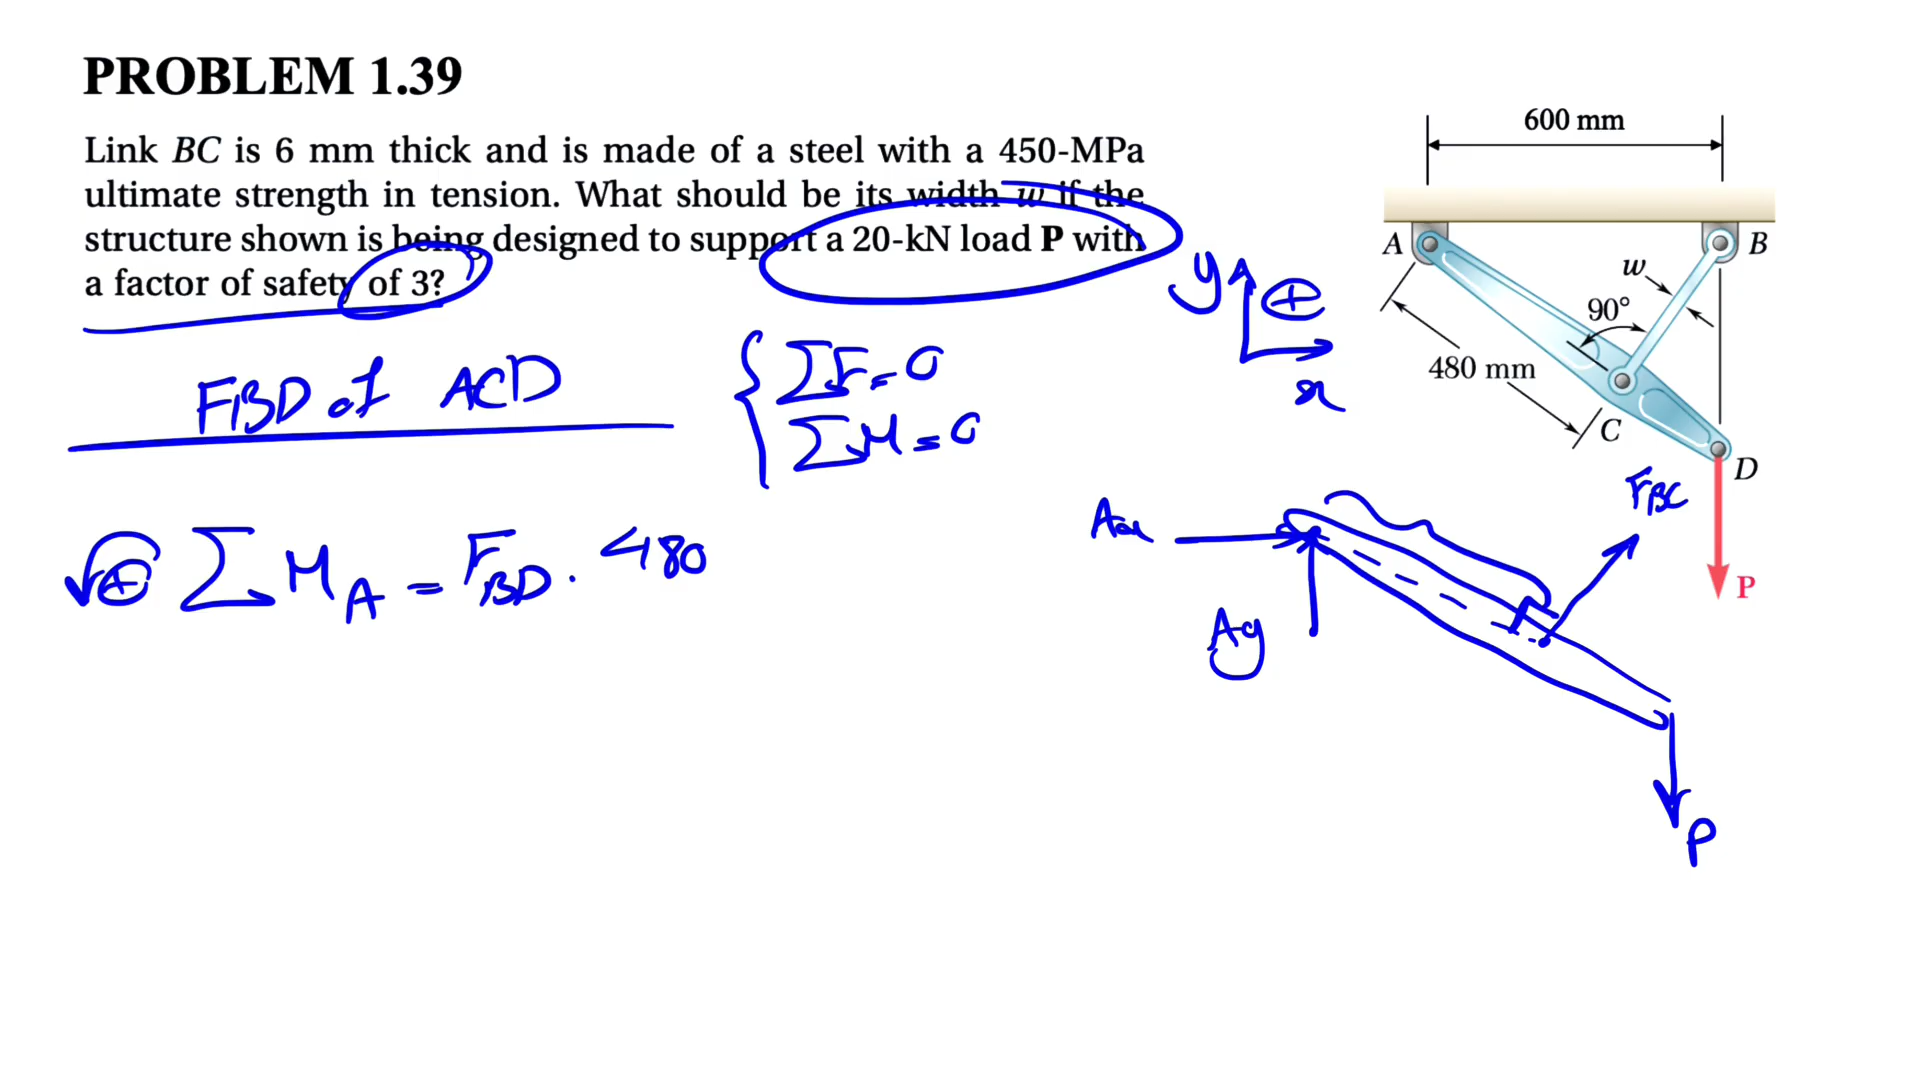 PROBLEM 1.39
Link BC is 6 mm thick and is made of a steel with a 450-MPa
ultimate strength in tension. What should be its width w if the
structure shown is being designed to support a 20-kN load P with
a factor of safety of 3?
600 mm
A
B
w
90°
480 mm
C
D
P
y
⊕
x
FBD of ACD
ΣF=0
ΣM=0
⊕ ΣM_A = F_BD · 480
Ax
Ay
F_BC
P